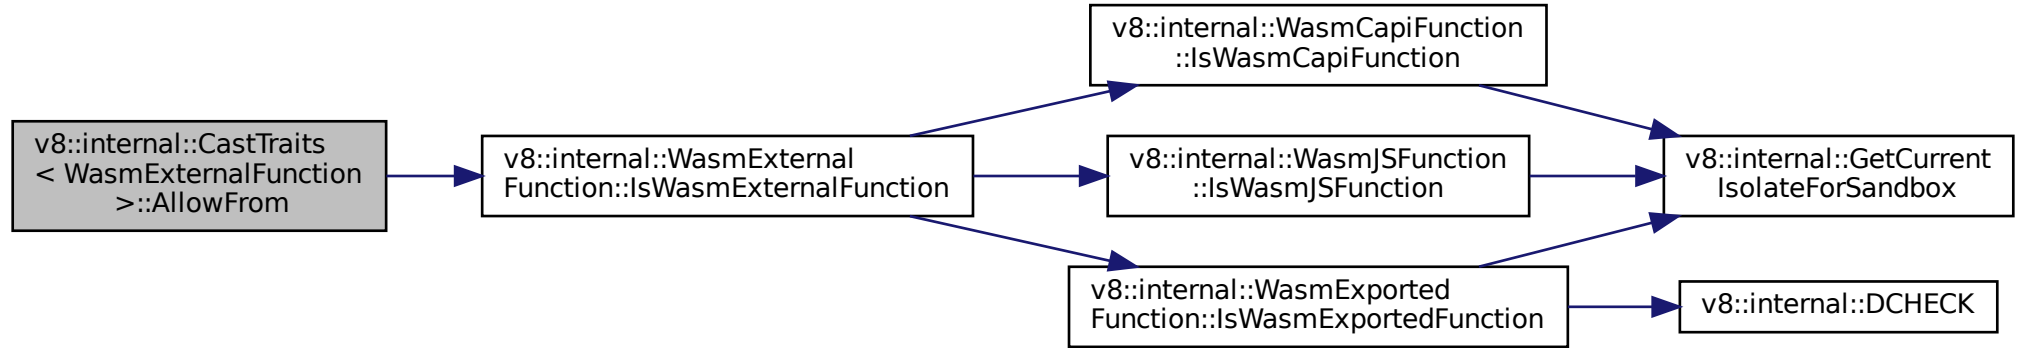 v8::internal::CastTraits
< WasmExternalFunction
>::AllowFrom
v8::internal::WasmExternal
Function::IsWasmExternalFunction
v8::internal::WasmCapiFunction
::IsWasmCapiFunction
v8::internal::WasmJSFunction
::IsWasmJSFunction
v8::internal::WasmExported
Function::IsWasmExportedFunction
v8::internal::GetCurrent
IsolateForSandbox
v8::internal::DCHECK